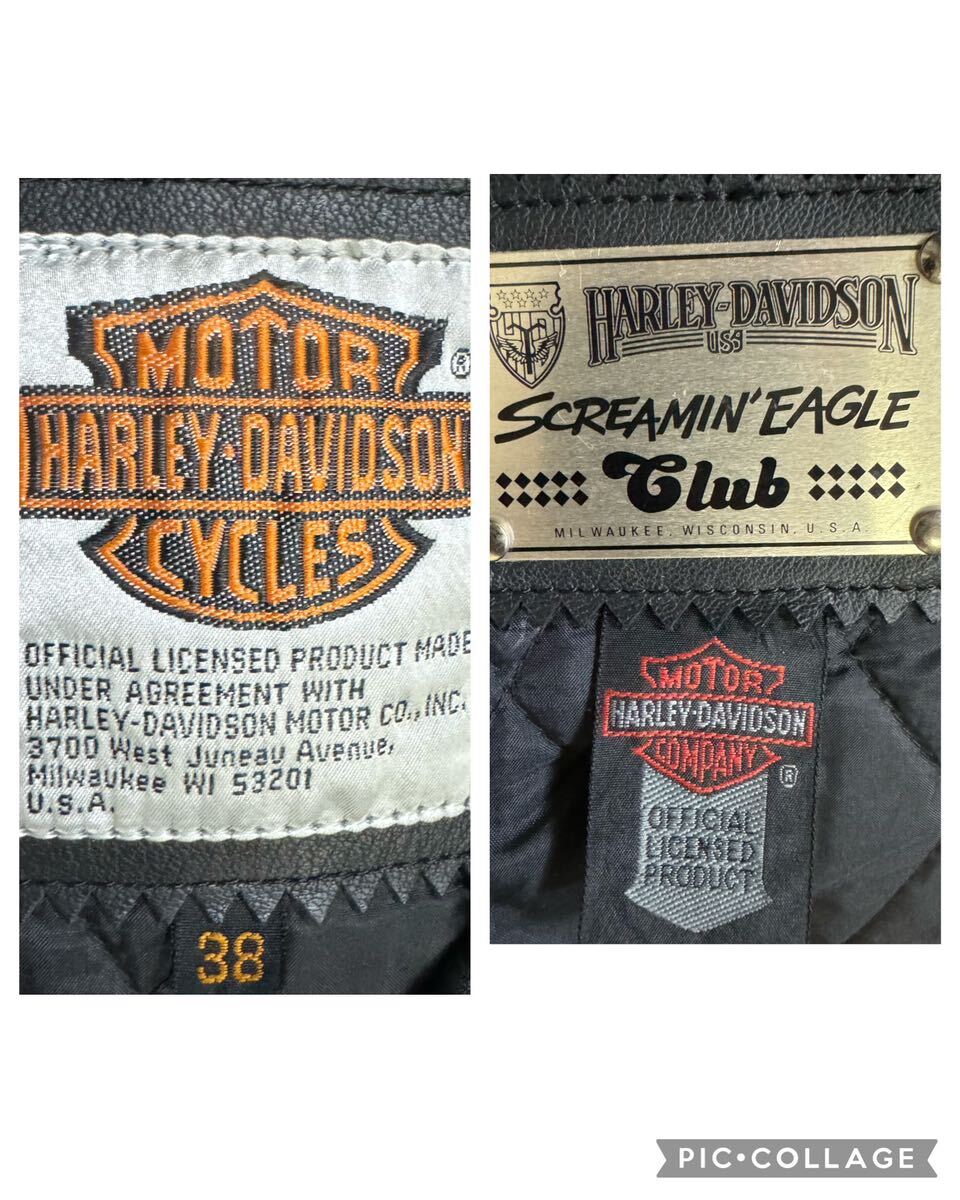 MOTOR
®
HARLEY-DAVIDSON
CYCLES
OFFICIAL LICENSED PRODUCT MADE
UNDER AGREEMENT WITH
HARLEY-DAVIDSON MOTOR CO., INC.
3700 West Juneau Avenue,
Milwaukee WI 53201
U.S.A.
38
HARLEY-DAVIDSON
USA
SCREAMIN' EAGLE
Club
MILWAUKEE, WISCONSIN, U.S.A.
MOTOR
HARLEY-DAVIDSON
COMPANY
®
OFFICIAL
LICENSED
PRODUCT
PIC•COLLAGE